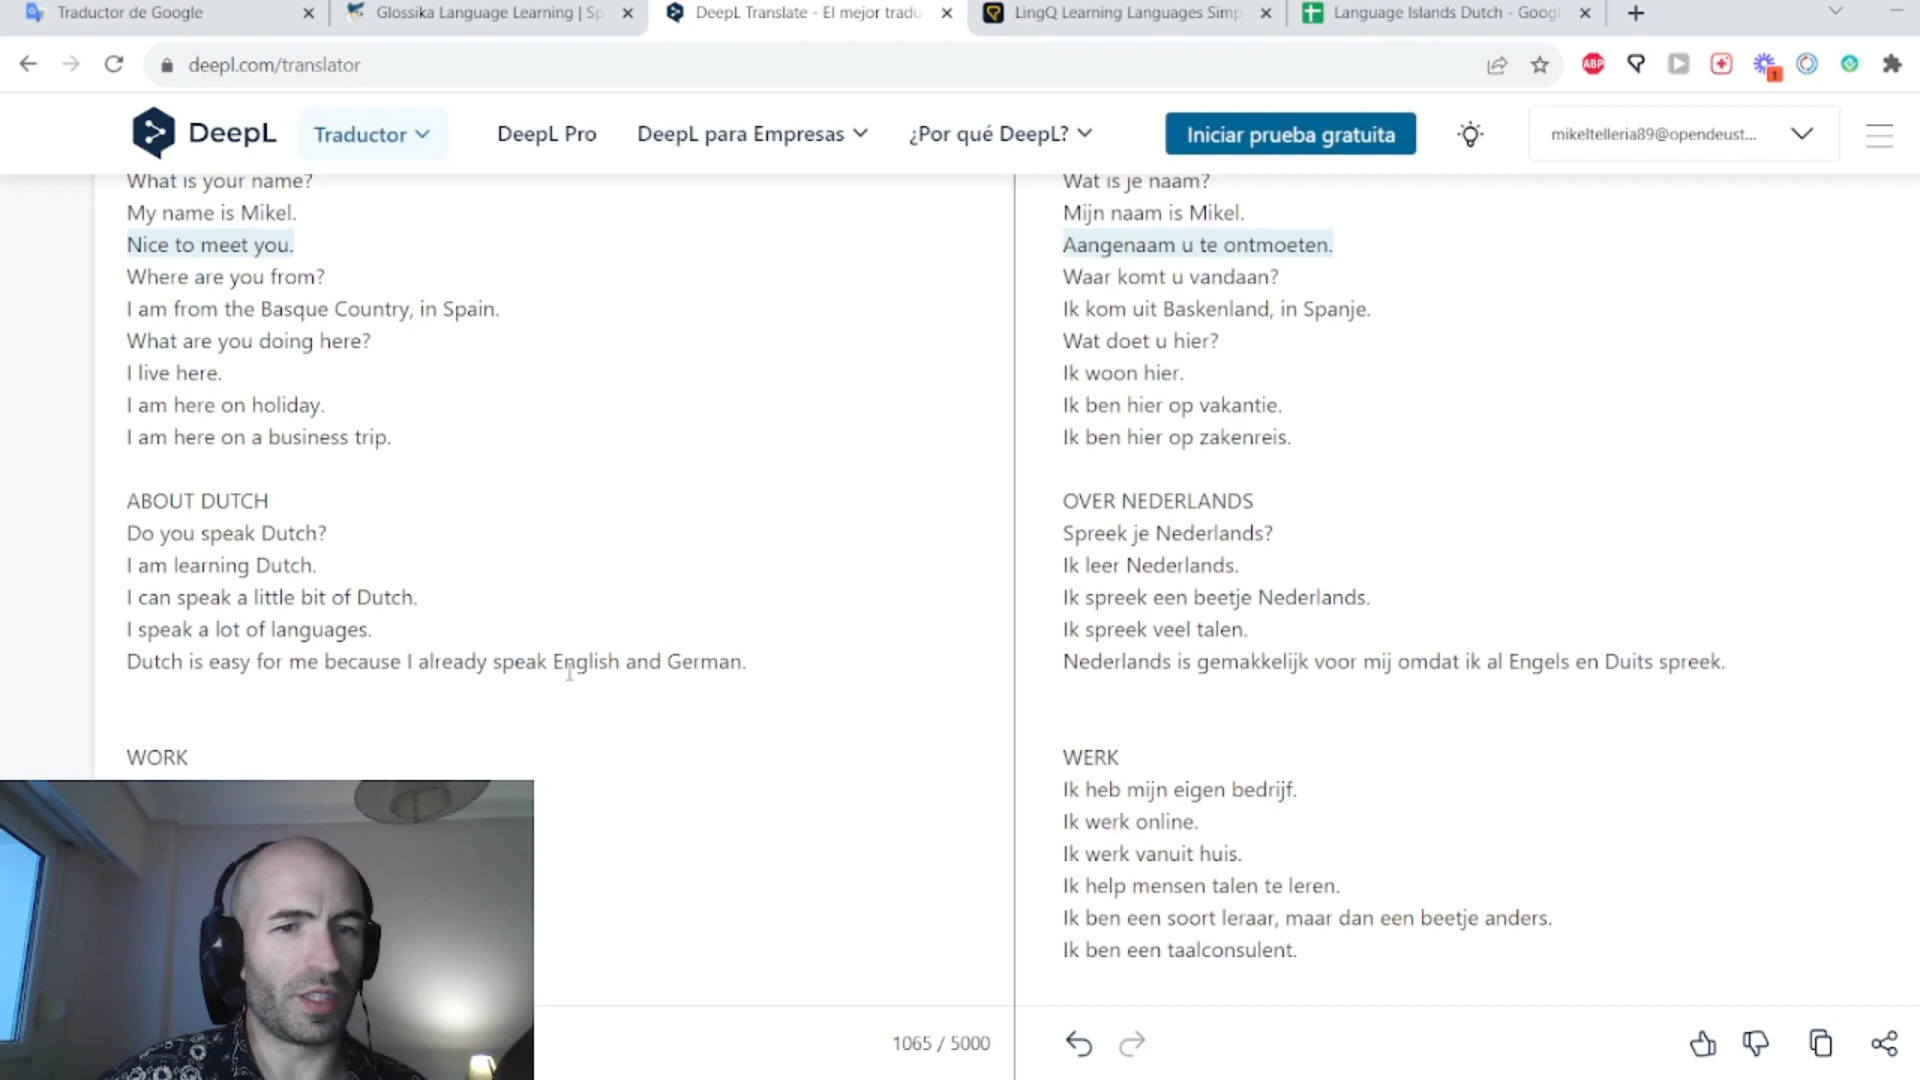 Traductor de Google
Glossika Language Learning | Sp
DeepL Translate - El mejor tradu
LingQ Learning Languages Simp
Language Islands Dutch - Googl
deepl.com/translator
ABP
1
DeepL
Traductor
DeepL Pro
DeepL para Empresas
¿Por qué DeepL?
Iniciar prueba gratuita
mikeltelleria89@opendeust...
What is your name?
My name is Mikel.
Nice to meet you.
Where are you from?
I am from the Basque Country, in Spain.
What are you doing here?
I live here.
I am here on holiday.
I am here on a business trip.
ABOUT DUTCH
Do you speak Dutch?
I am learning Dutch.
I can speak a little bit of Dutch.
I speak a lot of languages.
Dutch is easy for me because I already speak English and German.
WORK
1065 / 5000
Wat is je naam?
Mijn naam is Mikel.
Aangenaam u te ontmoeten.
Waar komt u vandaan?
Ik kom uit Baskenland, in Spanje.
Wat doet u hier?
Ik woon hier.
Ik ben hier op vakantie.
Ik ben hier op zakenreis.
OVER NEDERLANDS
Spreek je Nederlands?
Ik leer Nederlands.
Ik spreek een beetje Nederlands.
Ik spreek veel talen.
Nederlands is gemakkelijk voor mij omdat ik al Engels en Duits spreek.
WERK
Ik heb mijn eigen bedrijf.
Ik werk online.
Ik werk vanuit huis.
Ik help mensen talen te leren.
Ik ben een soort leraar, maar dan een beetje anders.
Ik ben een taalconsulent.